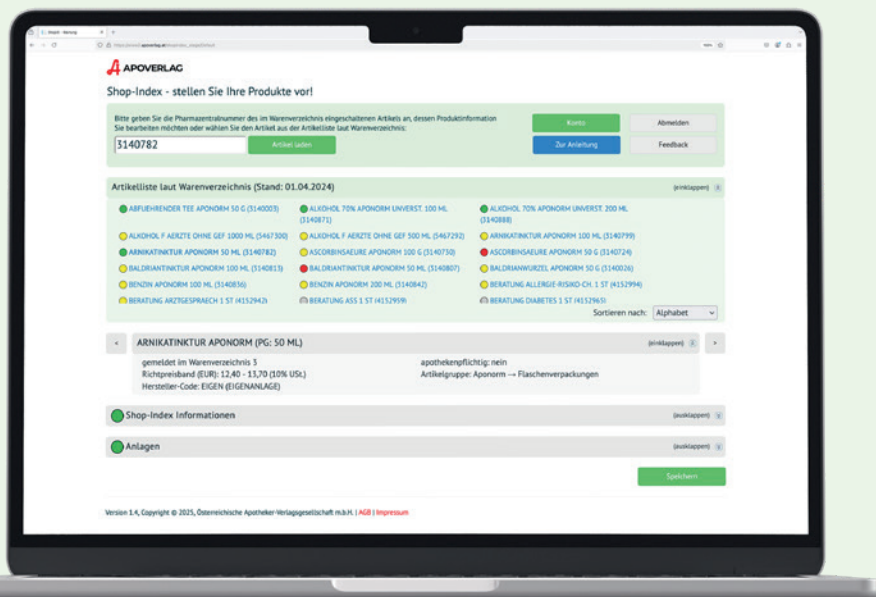 APOVERLAG
Shop-Index - stellen Sie Ihre Produkte vor!
Bitte geben Sie die Pharmazentralnummer des im Warenverzeichnis eingeschaltenen Artikels an, dessen Produktinformation
Sie bearbeiten möchten oder wählen Sie den Artikel aus der Artikelliste laut Warenverzeichnis:
Konto
Abmelden
3140782
Artikel laden
Zur Anleitung
Feedback
Artikelliste laut Warenverzeichnis (Stand: 01.04.2024)
(einklappen)
ABFUEHRENDER TEE APONORM 50 G (3140003)
ALKOHOL 70% APONORM UNVERST. 100 ML
(3140871)
ALKOHOL 70% APONORM UNVERST. 200 ML
(3140888)
ALKOHOL F AERZTE OHNE GEF 1000 ML (5467300)
ALKOHOL F AERZTE OHNE GEF 500 ML (5467292)
ARNIKATINKTUR APONORM 100 ML (3140799)
ARNIKATINKTUR APONORM 50 ML (3140782)
ASCORBINSAEURE APONORM 100 G (3140730)
ASCORBINSAEURE APONORM 50 G (3140724)
BALDRIANTINKTUR APONORM 100 ML (3140813)
BALDRIANTINKTUR APONORM 50 ML (3140807)
BALDRIANWURZEL APONORM 50 G (3140026)
BENZIN APONORM 100 ML (3140836)
BENZIN APONORM 200 ML (3140842)
BERATUNG ALLERGIE-RISIKO-CH. 1 ST (4152994)
BERATUNG ARZTGESPRAECH 1 ST (4152942)
BERATUNG ASS 1 ST (4152959)
BERATUNG DIABETES 1 ST (4152965)
Sortieren nach: Alphabet
< ARNIKATINKTUR APONORM (PG: 50 ML)
(einklappen) >
gemeldet im Warenverzeichnis 3
apothekenpflichtig: nein
Richtpreisband (EUR): 12,40 - 13,70 (10% USt.)
Artikelgruppe: Aponorm → Flaschenverpackungen
Hersteller-Code: EIGEN (EIGENANLAGE)
Shop-Index Informationen
(ausklappen)
Anlagen
(ausklappen)
Speichern
Version 1.4, Copyright © 2025, Österreichische Apotheker-Verlagsgesellschaft m.b.H. | AGB | Impressum